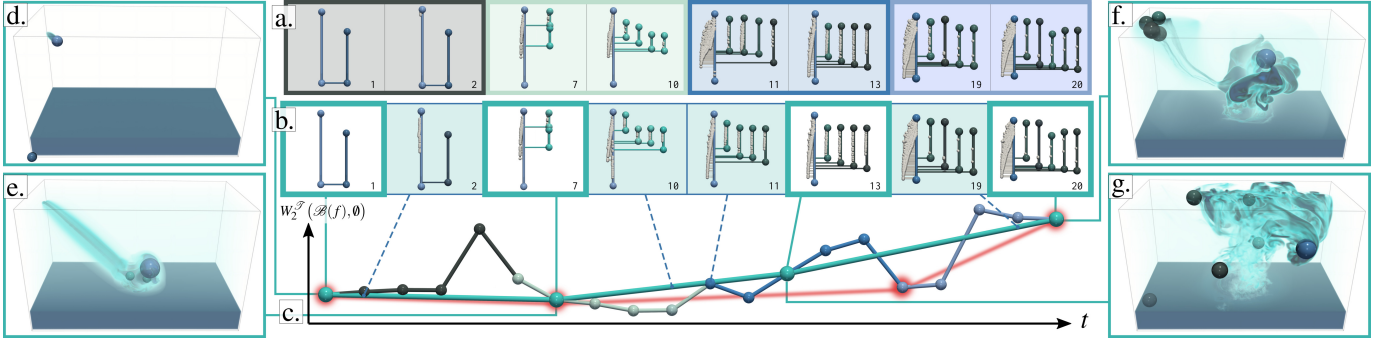 d.
a.
1 2 7 10 11 13 19 20
f.
b.
1 2 7 10 11 13 19 20
e.
g.
W₂^𝒯 (ℬ(f), ∅)
c.
t